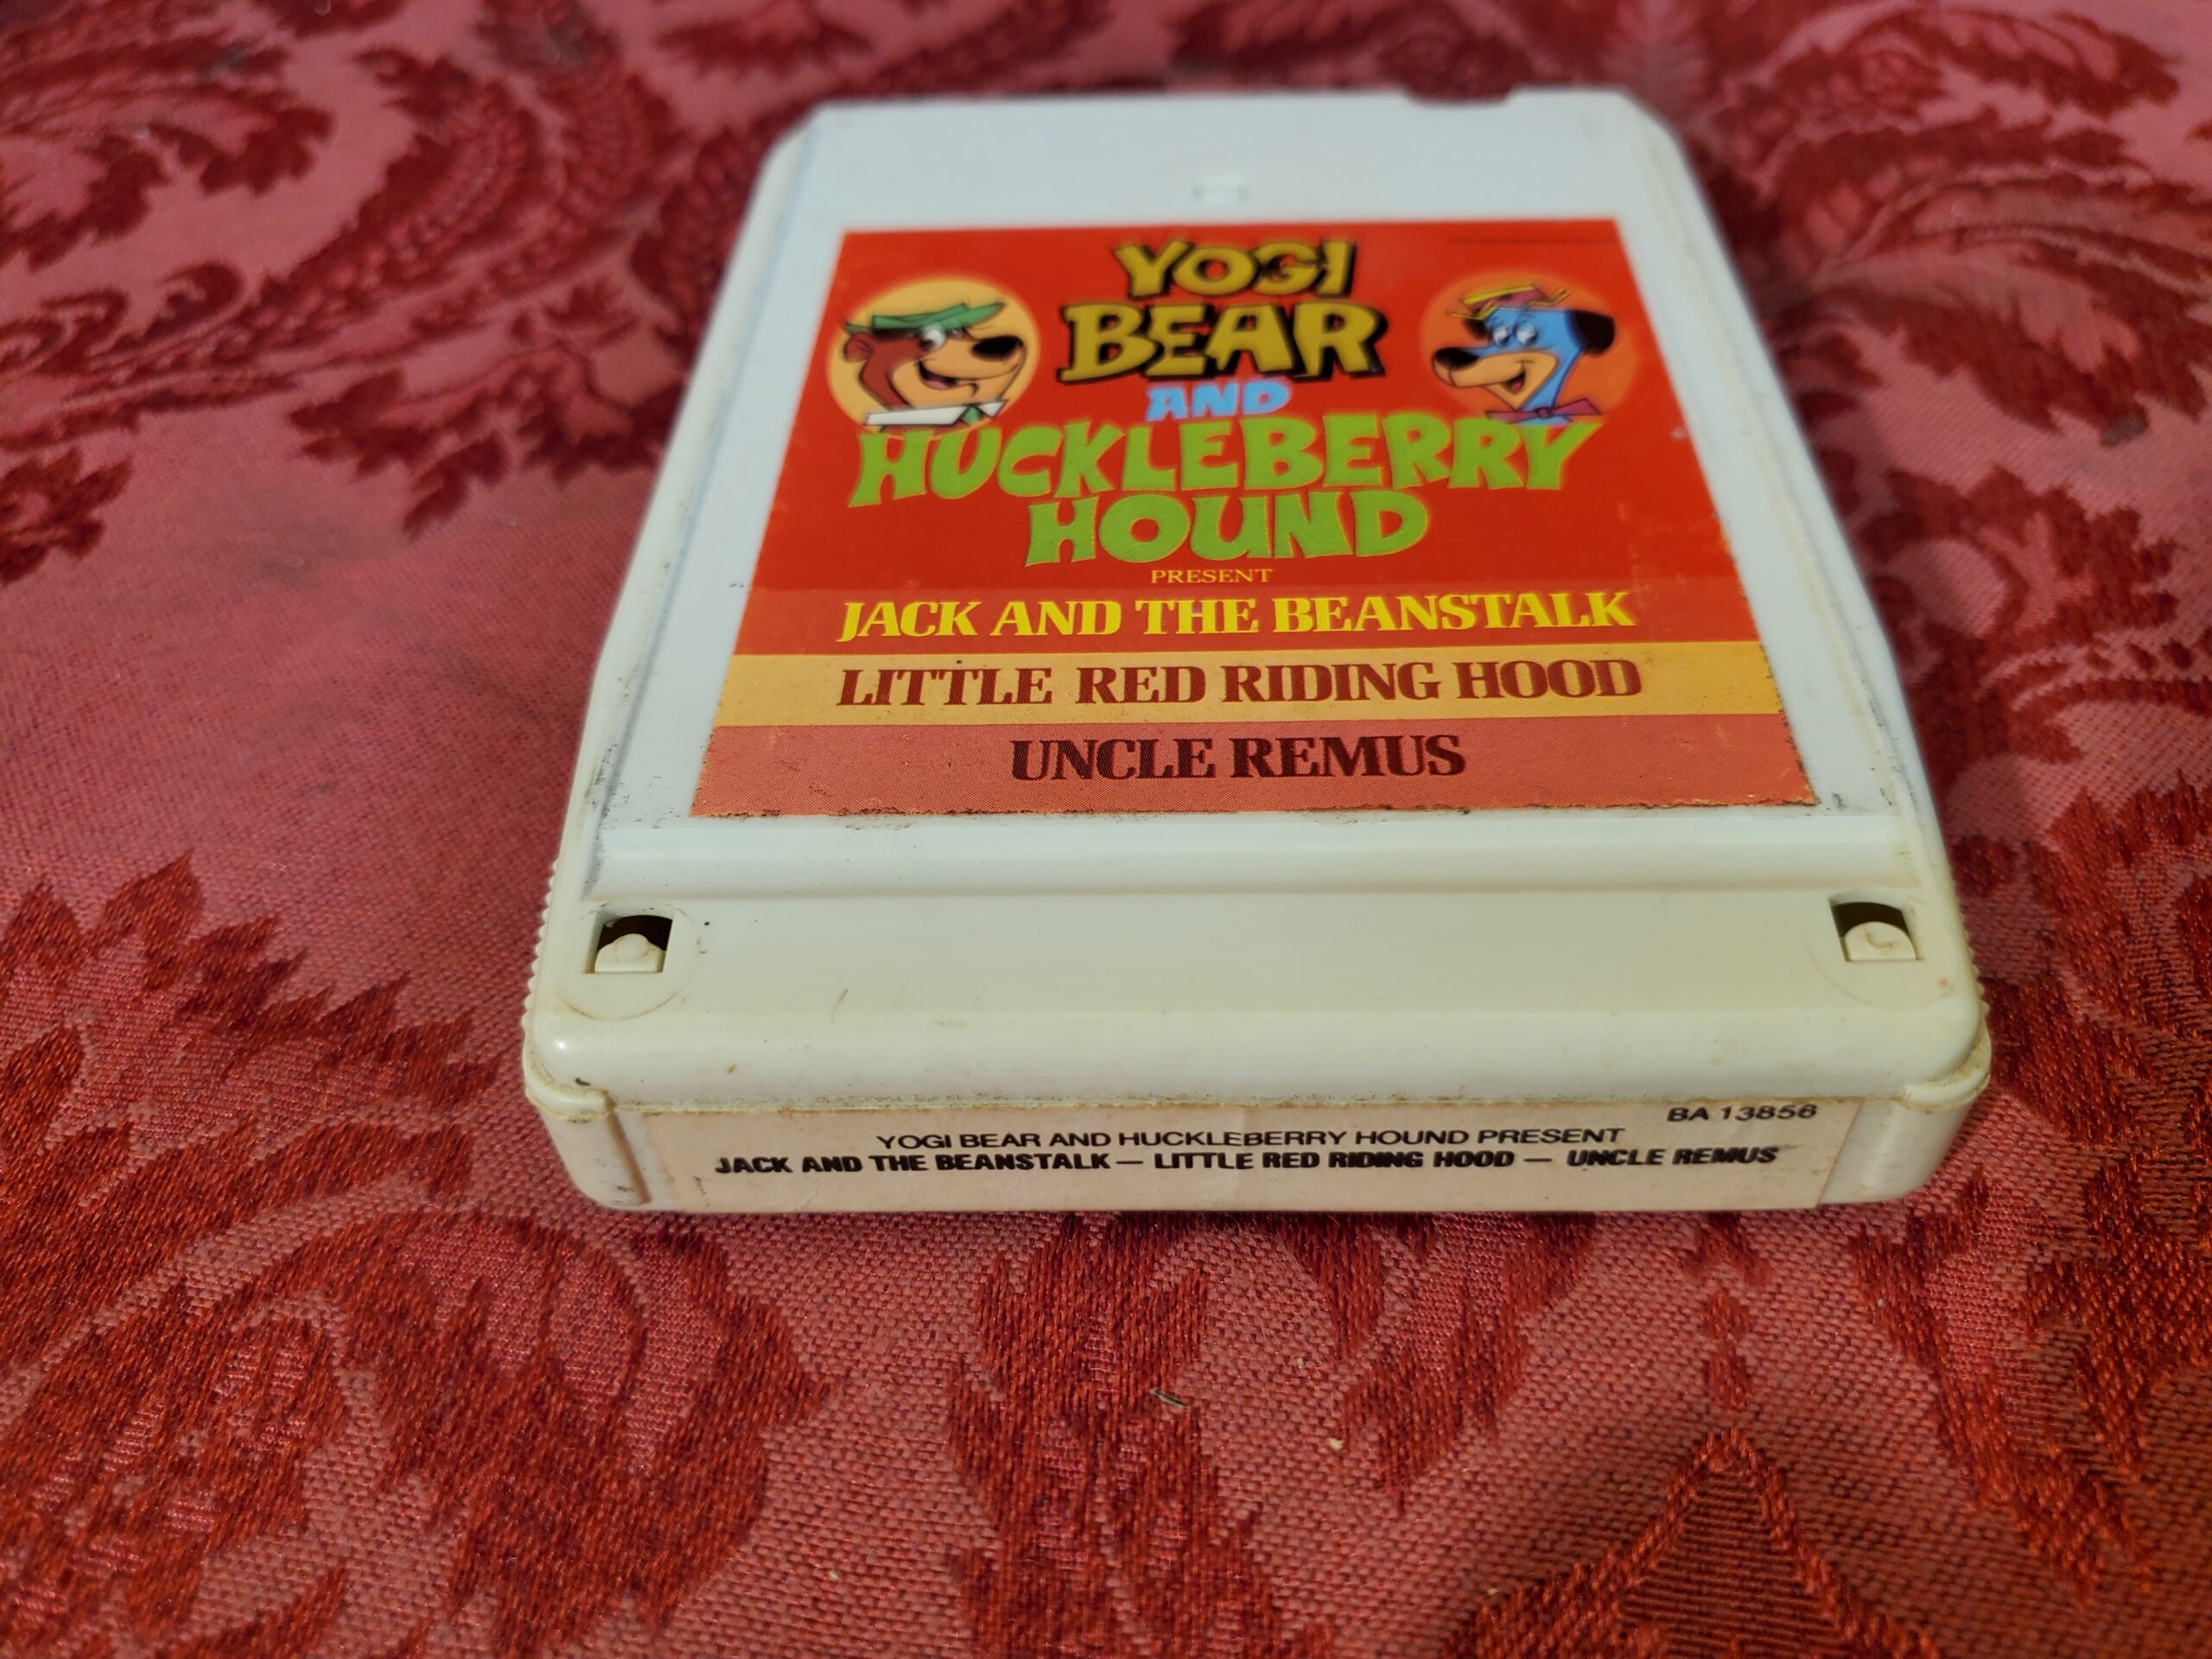 YOGI
BEAR
AND
HUCKLEBERRY
HOUND
PRESENT
JACK AND THE BEANSTALK
LITTLE RED RIDING HOOD
UNCLE REMUS
BA 13856
YOGI BEAR AND HUCKLEBERRY HOUND PRESENT
JACK AND THE BEANSTALK — LITTLE RED RIDING HOOD — UNCLE REMUS